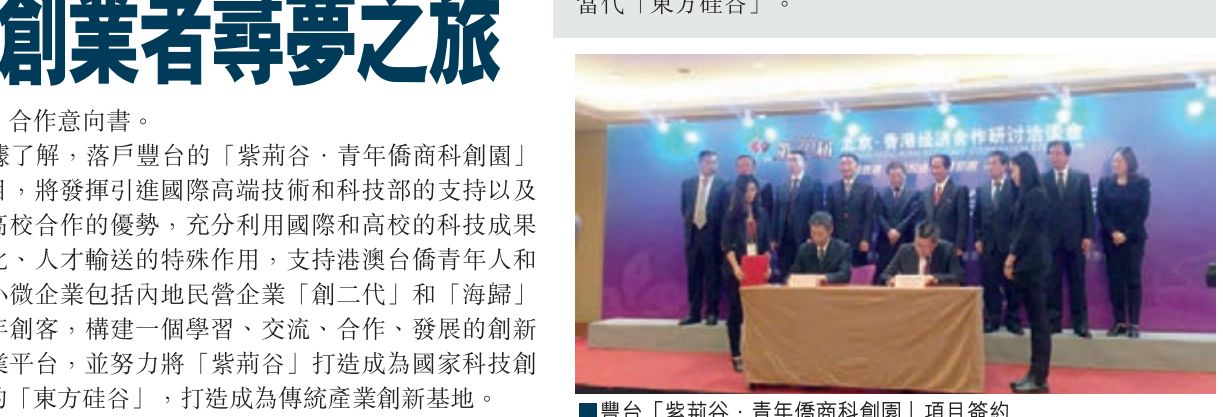 創業者尋夢之旅
合作意向書。
據了解，落戶豐台的「紫荊谷·青年僑商科創園」
目，將發揮引進國際高端技術和科技部的支持以及
高校合作的優勢，充分利用國際和高校的科技成果
化、人才輸送的特殊作用，支持港澳台僑青年人和
小微企業包括內地民營企業「創二代」和「海歸」
年創客，構建一個學習、交流、合作、發展的創新
業平台，並努力將「紫荊谷」打造成為國家科技創
的「東方硅谷」，打造成為傳統產業創新基地。
當代「東方硅谷」。
北京·香港经济合作研讨洽谈会
■豐台「紫荊谷·青年僑商科創園」項目簽約